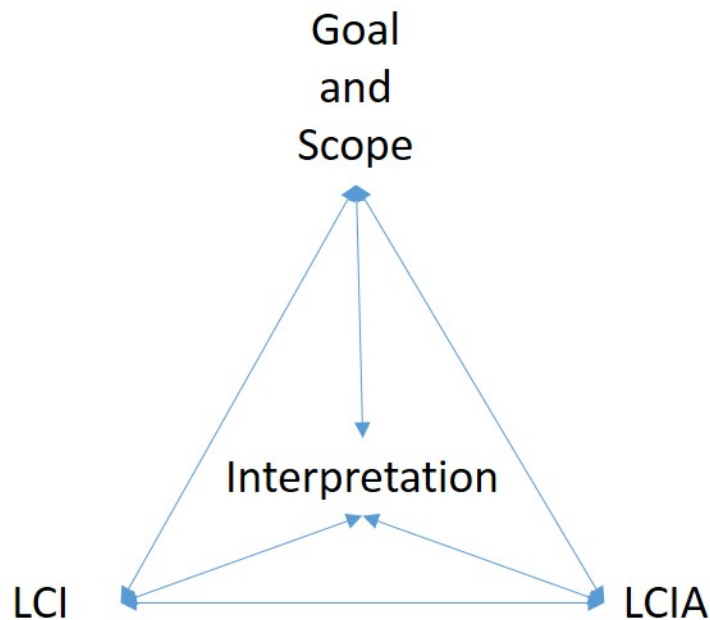 Goal
and
Scope
Interpretation
LCI
LCIA